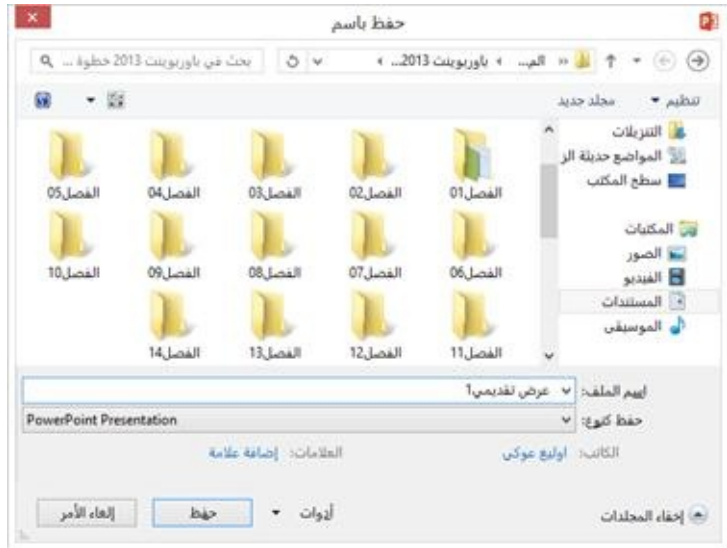 حفظ باسم
الم... باوربوينت 2013... بحث في باوربوينت 2013 خطوة ...
تنظيم مجلد جديد
التنزيلات
المواضع حديثة الز
سطح المكتب
المكتبات
الصور
الفيديو
المستندات
الموسيقى
الفصل01 الفصل02 الفصل03 الفصل04 الفصل05
الفصل06 الفصل07 الفصل08 الفصل09 الفصل10
الفصل11 الفصل12 الفصل13 الفصل14
اسم الملف: عرض تقديمي1
حفظ كنوع: PowerPoint Presentation
الكاتب: اوليغ عوكي العلامات: إضافة علامة
إخفاء المجلدات أدوات حفظ إلغاء الأمر